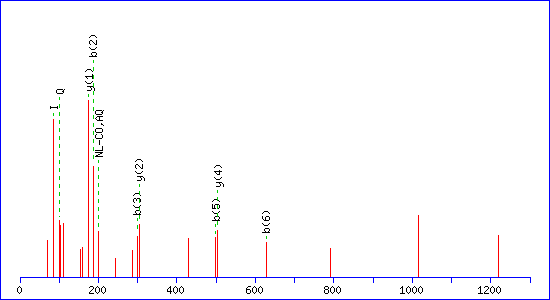 I
Q
y(1)
b(2)
NL-CO,AQ
b(3)
y(2)
b(5)
y(4)
b(6)
0 200 400 600 800 1000 1200